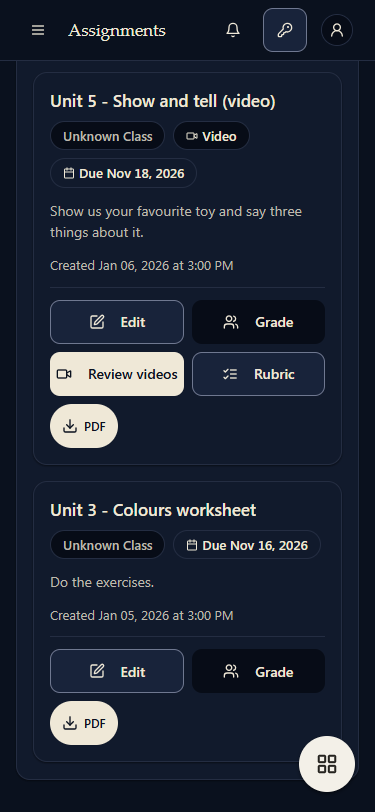 Assignments
Unit 5 - Show and tell (video)
Unknown Class
Video
Due Nov 18, 2026
Show us your favourite toy and say three
things about it.
Created Jan 06, 2026 at 3:00 PM
Edit
Grade
Review videos
Rubric
PDF
Unit 3 - Colours worksheet
Unknown Class
Due Nov 16, 2026
Do the exercises.
Created Jan 05, 2026 at 3:00 PM
Edit
Grade
PDF